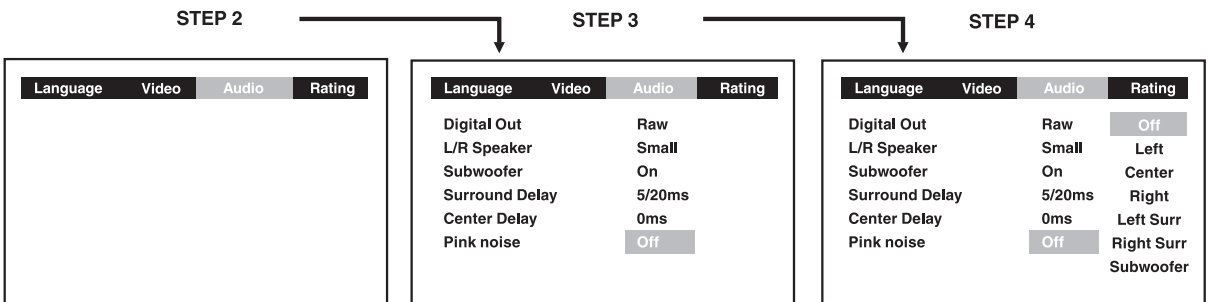 STEP 2
STEP 3
STEP 4
Language Video Audio Rating
Language Video Audio Rating
Digital Out Raw
L/R Speaker Small
Subwoofer On
Surround Delay 5/20ms
Center Delay 0ms
Pink noise Off
Language Video Audio Rating
Digital Out Raw Off
L/R Speaker Small Left
Subwoofer On Center
Surround Delay 5/20ms Right
Center Delay 0ms Left Surr
Pink noise Off Right Surr
Subwoofer